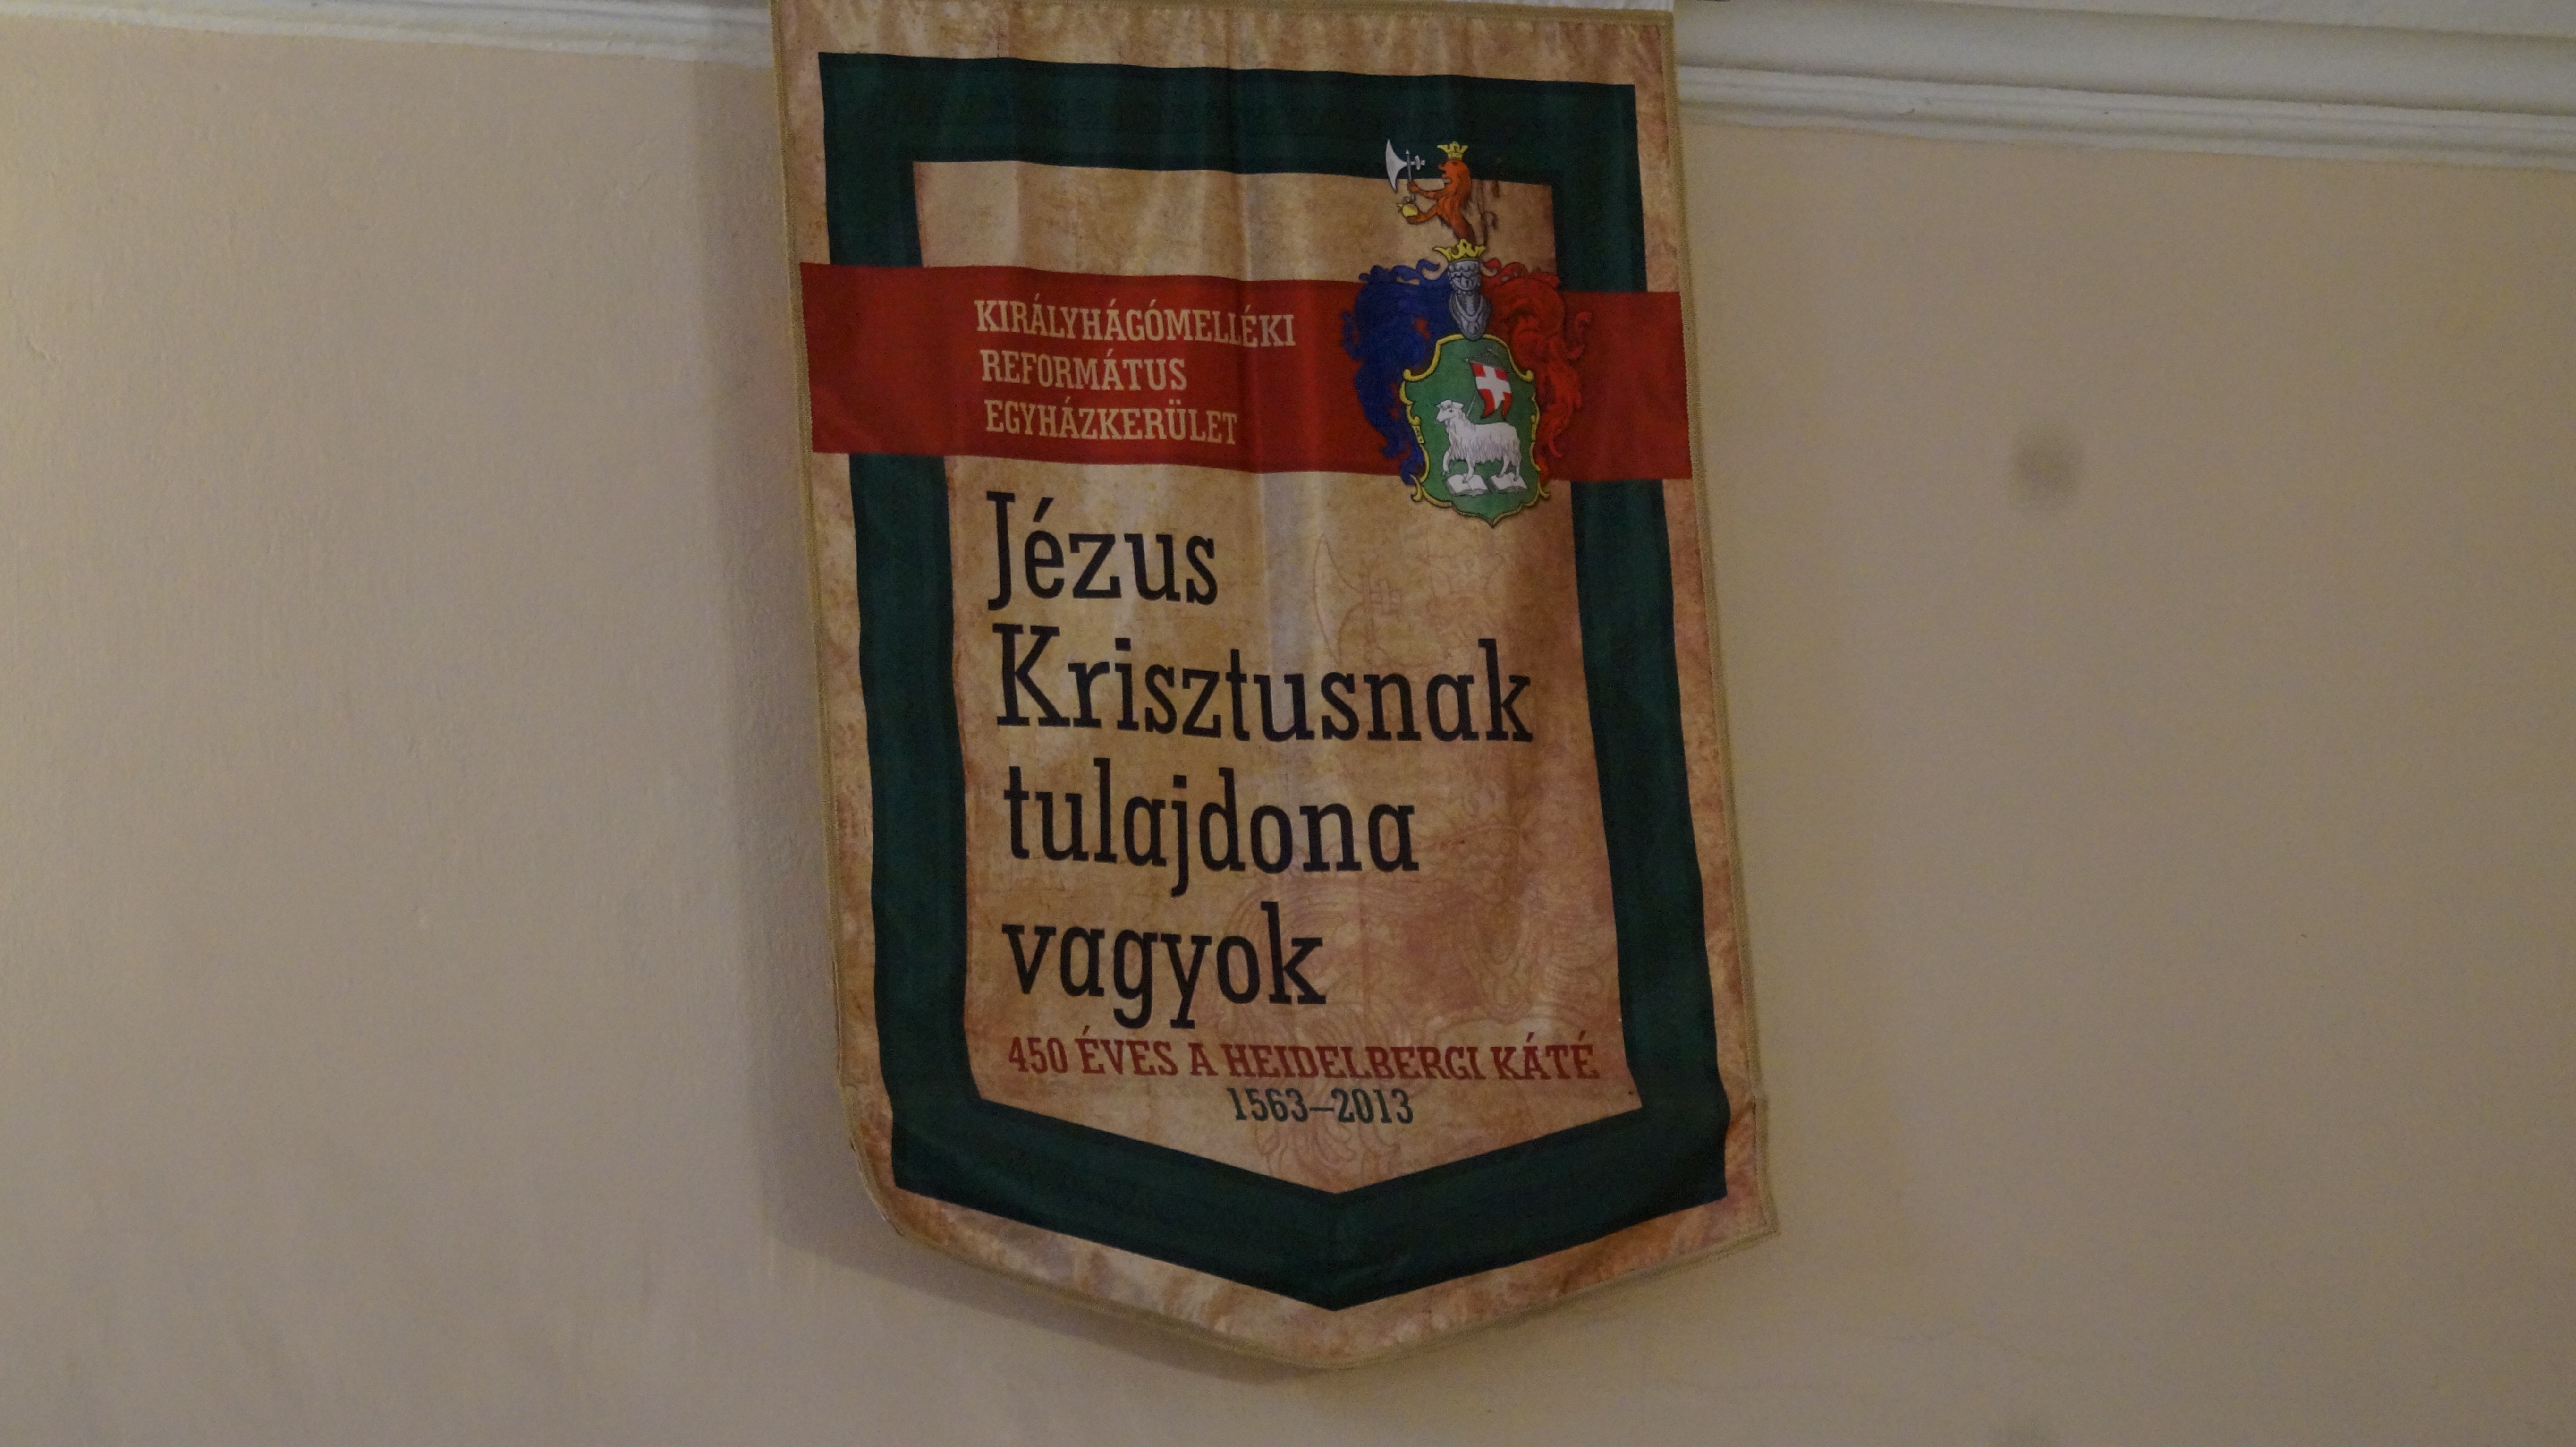 KIRÁLYHÁGÓMELLÉKI
REFORMÁTUS
EGYHÁZKERÜLET
Jézus
Krisztusnak
tulajdona
vagyok
450 ÉVES A HEIDELBERGI KÁTÉ
1563–2013